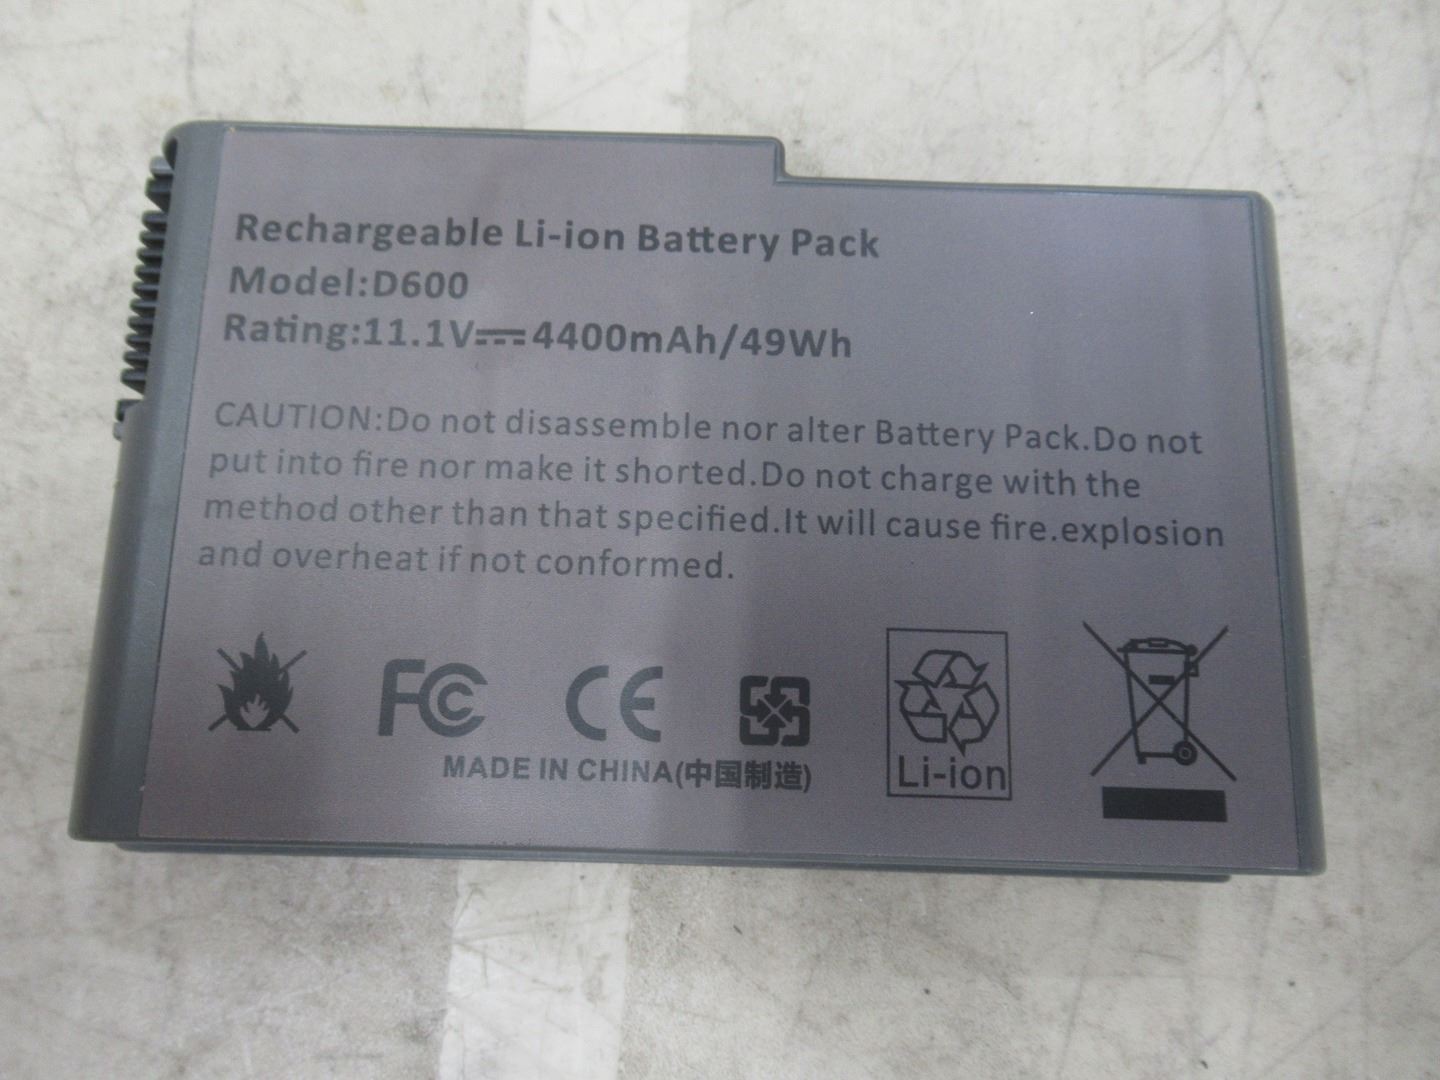 Rechargeable Li-ion Battery Pack
Model:D600
Rating:11.1V⎓4400mAh/49Wh
CAUTION:Do not disassemble nor alter Battery Pack.Do not
put into fire nor make it shorted.Do not charge with the
method other than that specified.It will cause fire.explosion
and overheat if not conformed.
FC CE
Li-ion
MADE IN CHINA(中国制造)